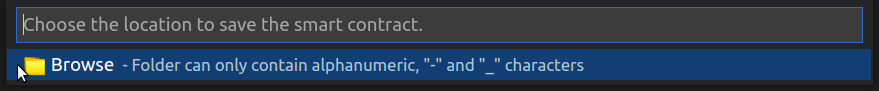 Choose the location to save the smart contract.
Browse - Folder can only contain alphanumeric, "-" and "_" characters